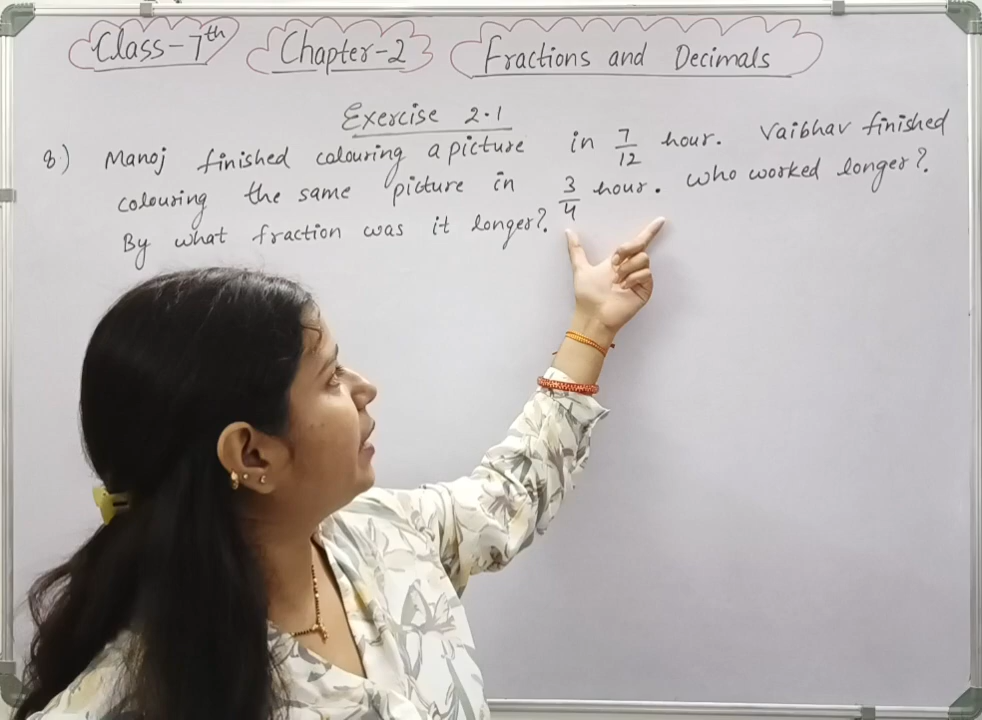 Class-7th Chapter-2 Fractions and Decimals
Exercise 2.1
8.) Manoj finished colouring a picture in 7/12 hour. Vaibhav finished
colouring the same picture in 3/4 hour. who worked longer?.
By what fraction was it longer?